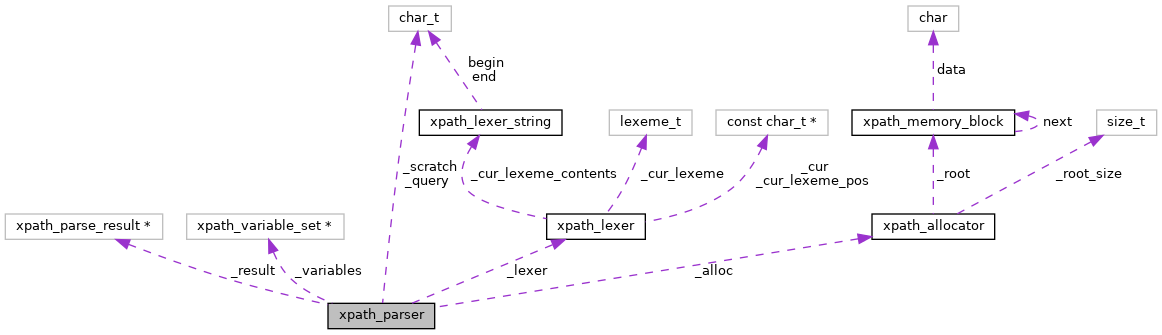 char_t
char
begin
end
data
xpath_lexer_string
lexeme_t
const char_t *
xpath_memory_block
next
size_t
_scratch
_query
_cur_lexeme_contents
_cur_lexeme
_cur
_cur_lexeme_pos
_root
_root_size
xpath_parse_result *
xpath_variable_set *
xpath_lexer
xpath_allocator
_result
_variables
_lexer
_alloc
xpath_parser